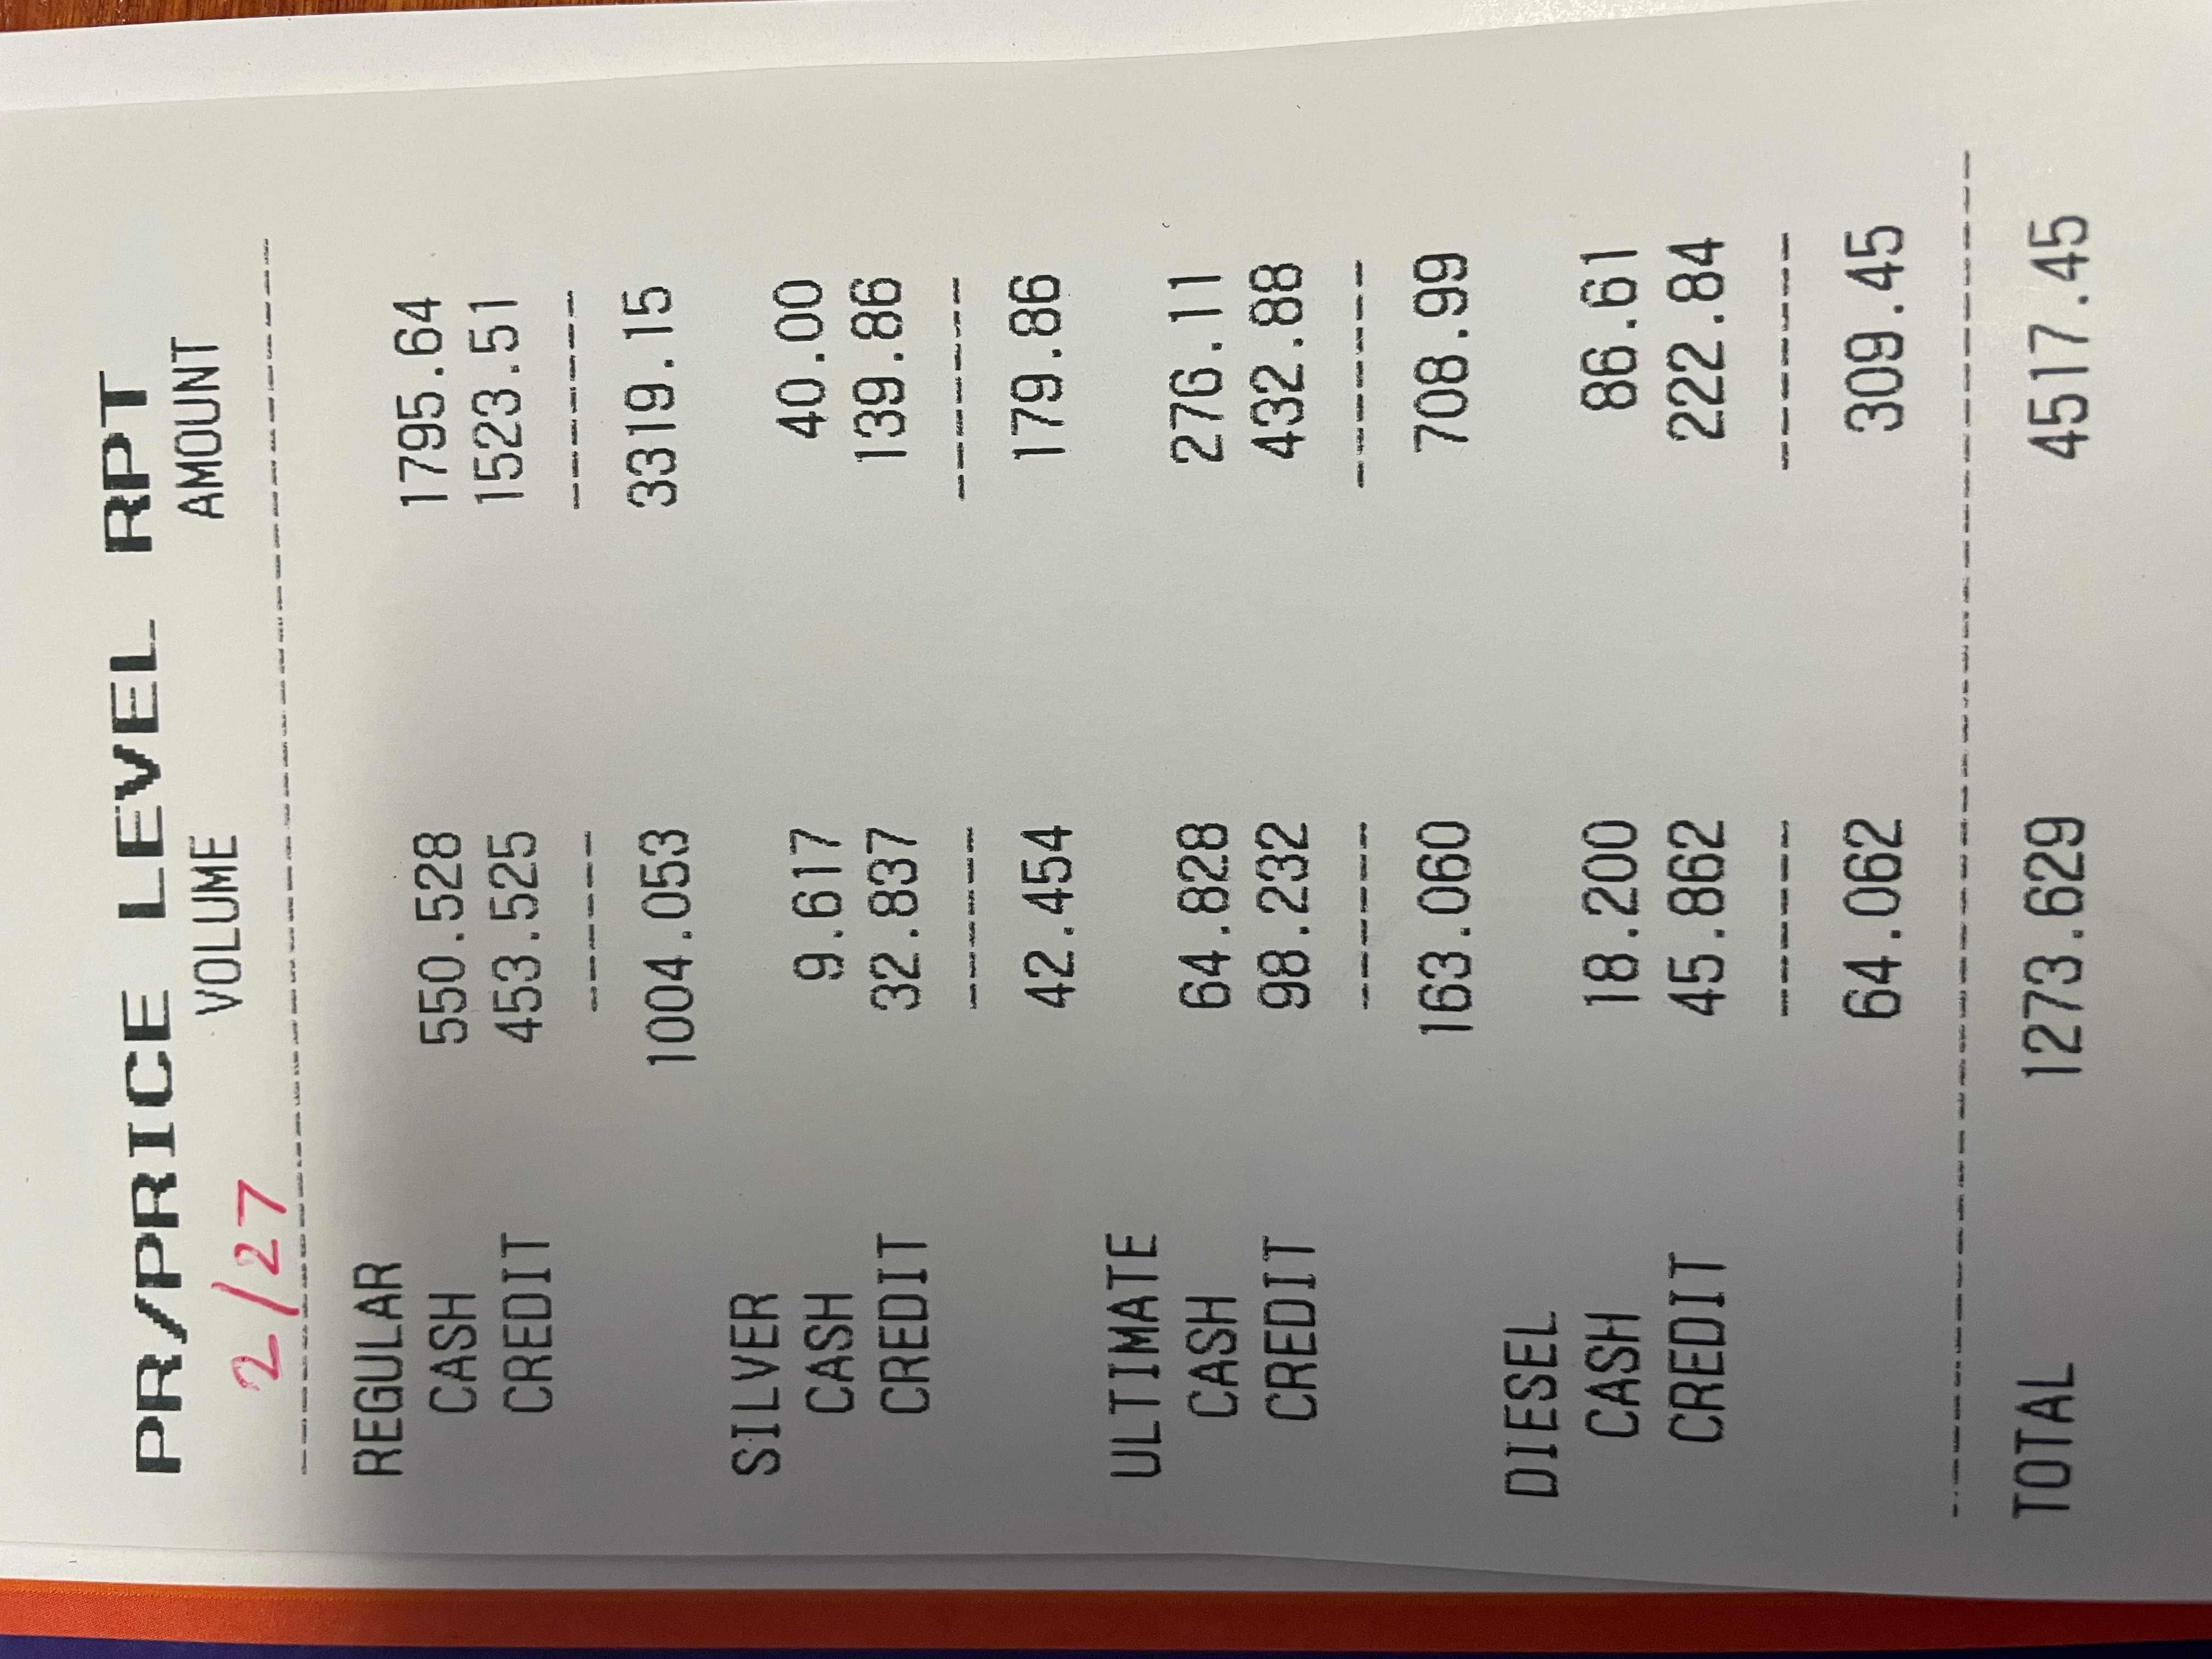 PR/PRICE LEVEL RPT
VOLUME AMOUNT
2/27
REGULAR
CASH 550.528 1795.64
CREDIT 453.525 1523.51
1004.053 3319.15
SILVER
CASH 9.617 40.00
CREDIT 32.837 139.86
42.454 179.86
ULTIMATE
CASH 64.828 276.11
CREDIT 98.232 432.88
163.060 708.99
DIESEL
CASH 18.200 86.61
CREDIT 45.862 222.84
64.062 309.45
TOTAL 1273.629 4517.45